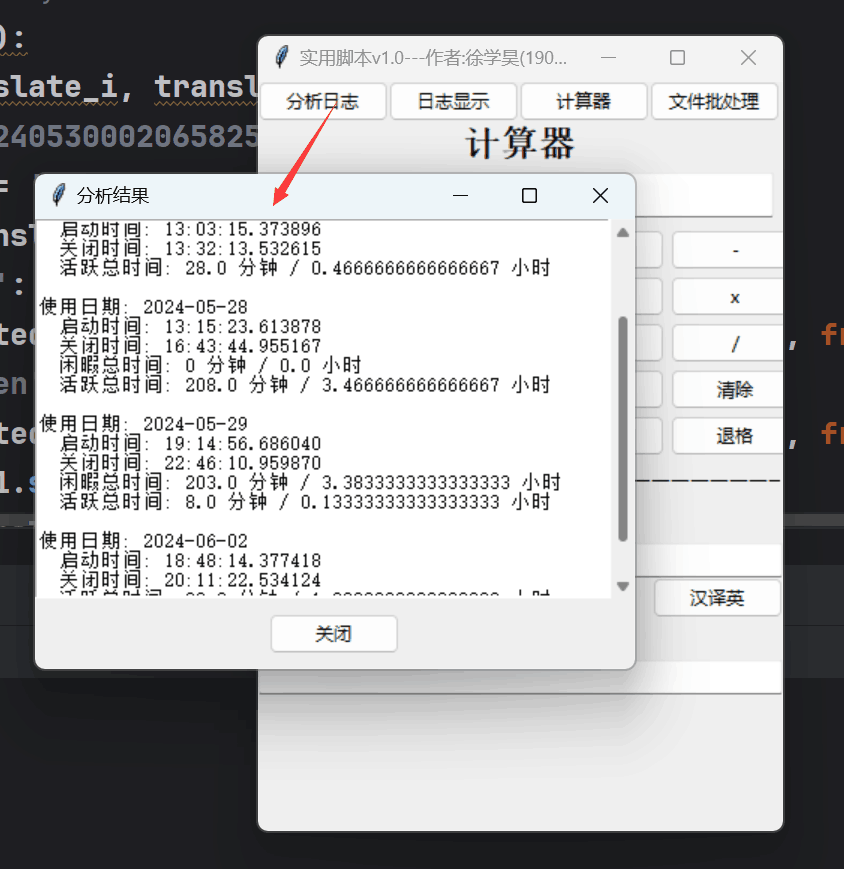 ):
slate_i, transl
240530002065825
=
nsl
':
ted
, fr
en
ted
, fr
l.s
实用脚本v1.0---作者:徐学昊(190...
分析日志 日志显示 计算器 文件批处理
计算器
-
x
/
清除
退格
汉译英
分析结果
启动时间: 13:03:15.373896
关闭时间: 13:32:13.532615
活跃总时间: 28.0 分钟 / 0.4666666666666667 小时
使用日期: 2024-05-28
启动时间: 13:15:23.613878
关闭时间: 16:43:44.955167
闲暇总时间: 0 分钟 / 0.0 小时
活跃总时间: 208.0 分钟 / 3.466666666666667 小时
使用日期: 2024-05-29
启动时间: 19:14:56.686040
关闭时间: 22:46:10.959870
闲暇总时间: 203.0 分钟 / 3.3833333333333333 小时
活跃总时间: 8.0 分钟 / 0.13333333333333333 小时
使用日期: 2024-06-02
启动时间: 18:48:14.377418
关闭时间: 20:11:22.534124
关闭